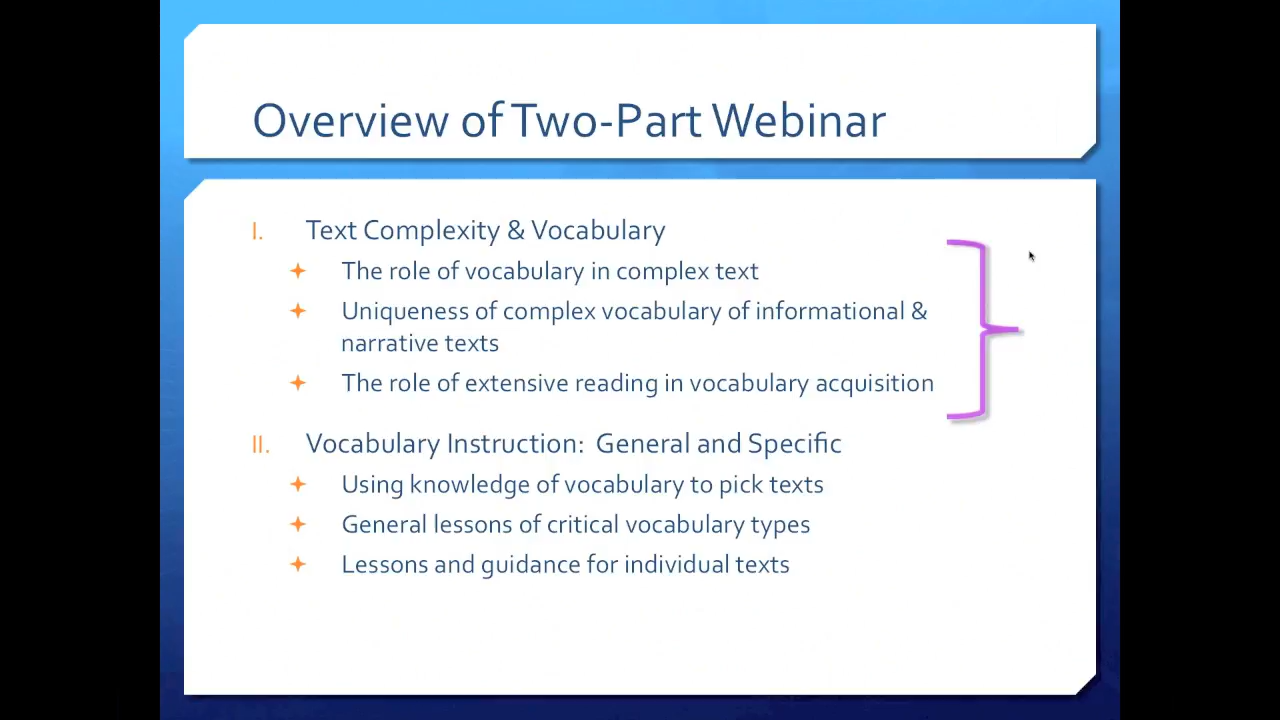 Overview of Two-Part Webinar
I. Text Complexity & Vocabulary
The role of vocabulary in complex text
Uniqueness of complex vocabulary of informational &
narrative texts
The role of extensive reading in vocabulary acquisition
II. Vocabulary Instruction: General and Specific
Using knowledge of vocabulary to pick texts
General lessons of critical vocabulary types
Lessons and guidance for individual texts